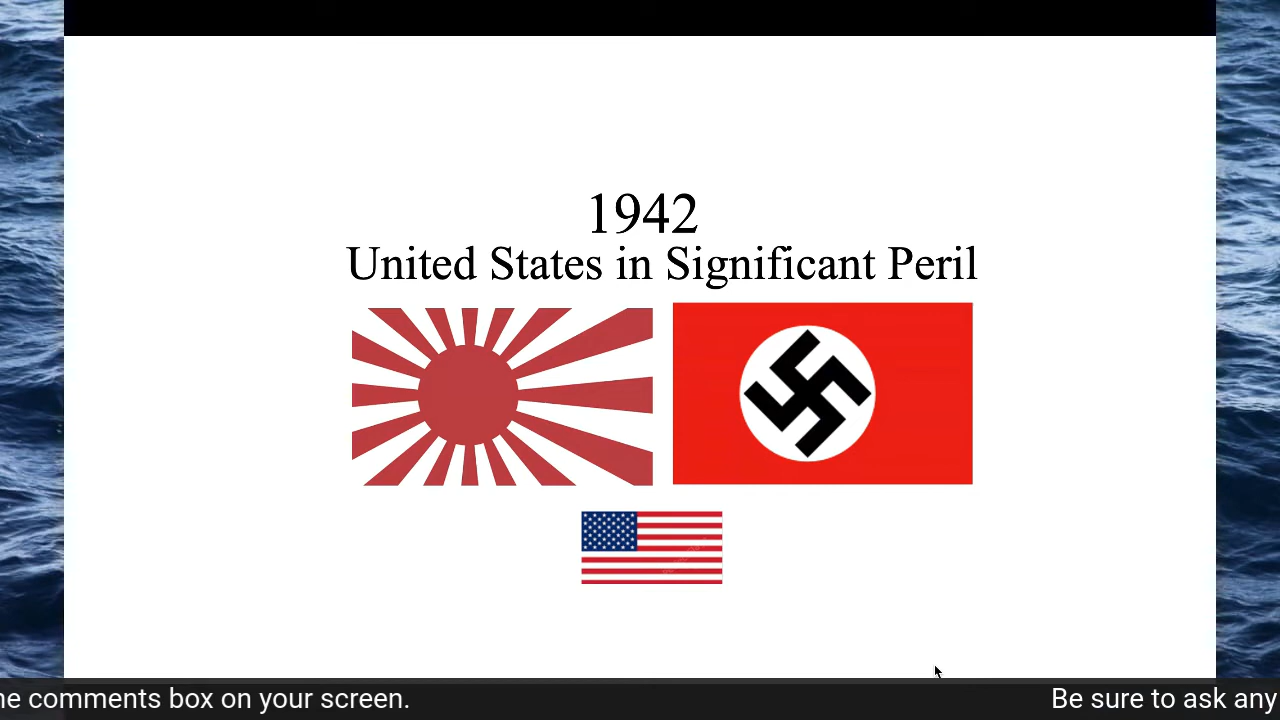 1942
United States in Significant Peril
he comments box on your screen.
Be sure to ask any